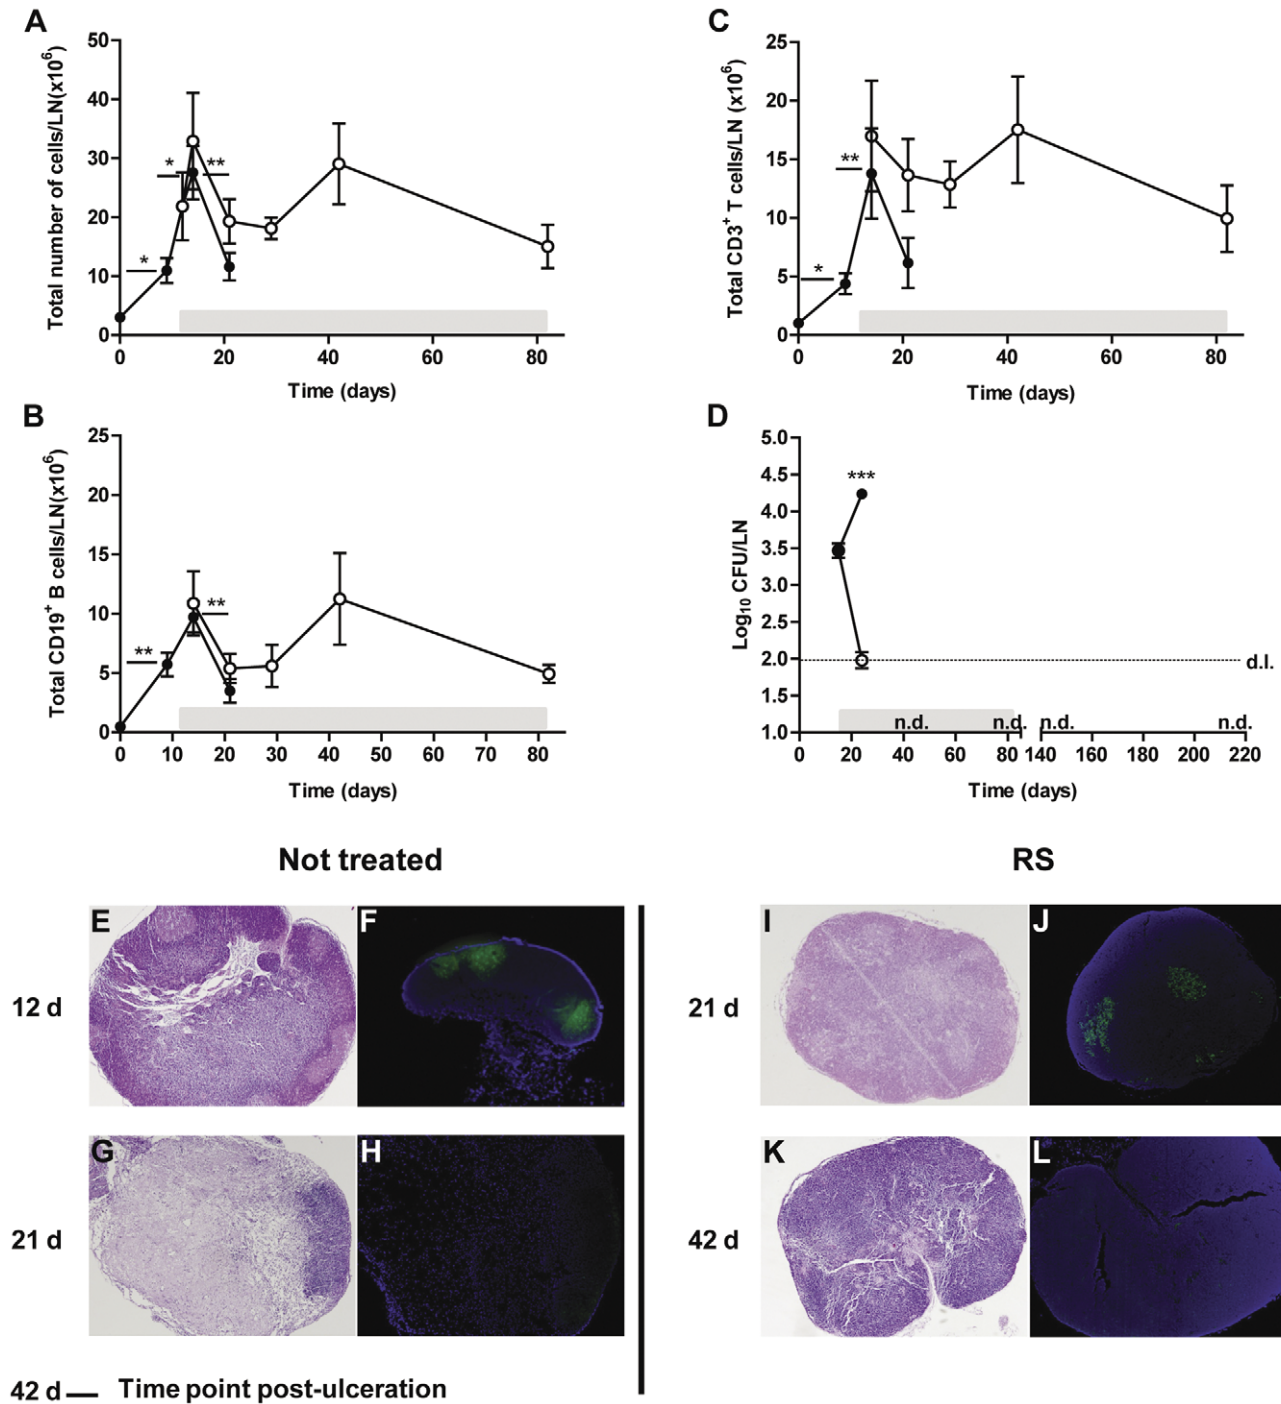 A
Total number of cells/LN(x10⁶)
50
40
30
20
10
0
*
*
**
0 20 40 60 80
Time (days)
C
Total CD3⁺ T cells/LN (x10⁶)
25
20
15
10
5
0
*
**
0 20 40 60 80
Time (days)
B
Total CD19⁺ B cells/LN(x10⁶)
25
20
15
10
5
0
**
**
0 10 20 30 40 50 60 70 80
Time (days)
D
Log₁₀ CFU/LN
5.0
4.5
4.0
3.5
3.0
2.5
2.0
1.5
1.0
***
d.l.
n.d. n.d. n.d. n.d.
0 20 40 60 80 140 160 180 200 220
Time (days)
Not treated
RS
12 d
E F
21 d
I J
21 d
G H
42 d
K L
42 d
Time point post-ulceration